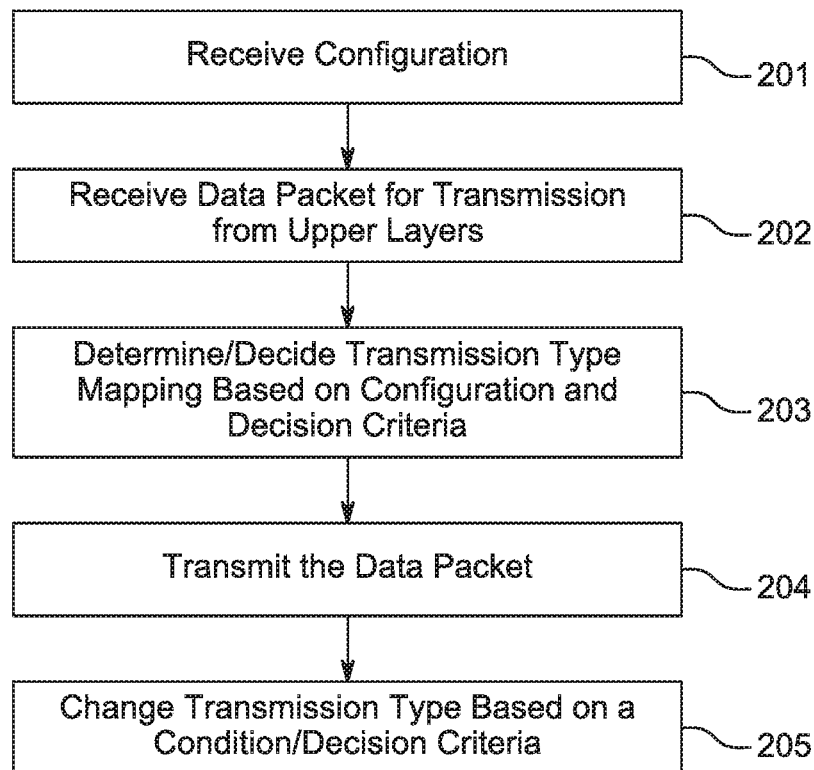 Receive Configuration
201
Receive Data Packet for Transmission
from Upper Layers
202
Determine/Decide Transmission Type
Mapping Based on Configuration and
Decision Criteria
203
Transmit the Data Packet
204
Change Transmission Type Based on a
Condition/Decision Criteria
205